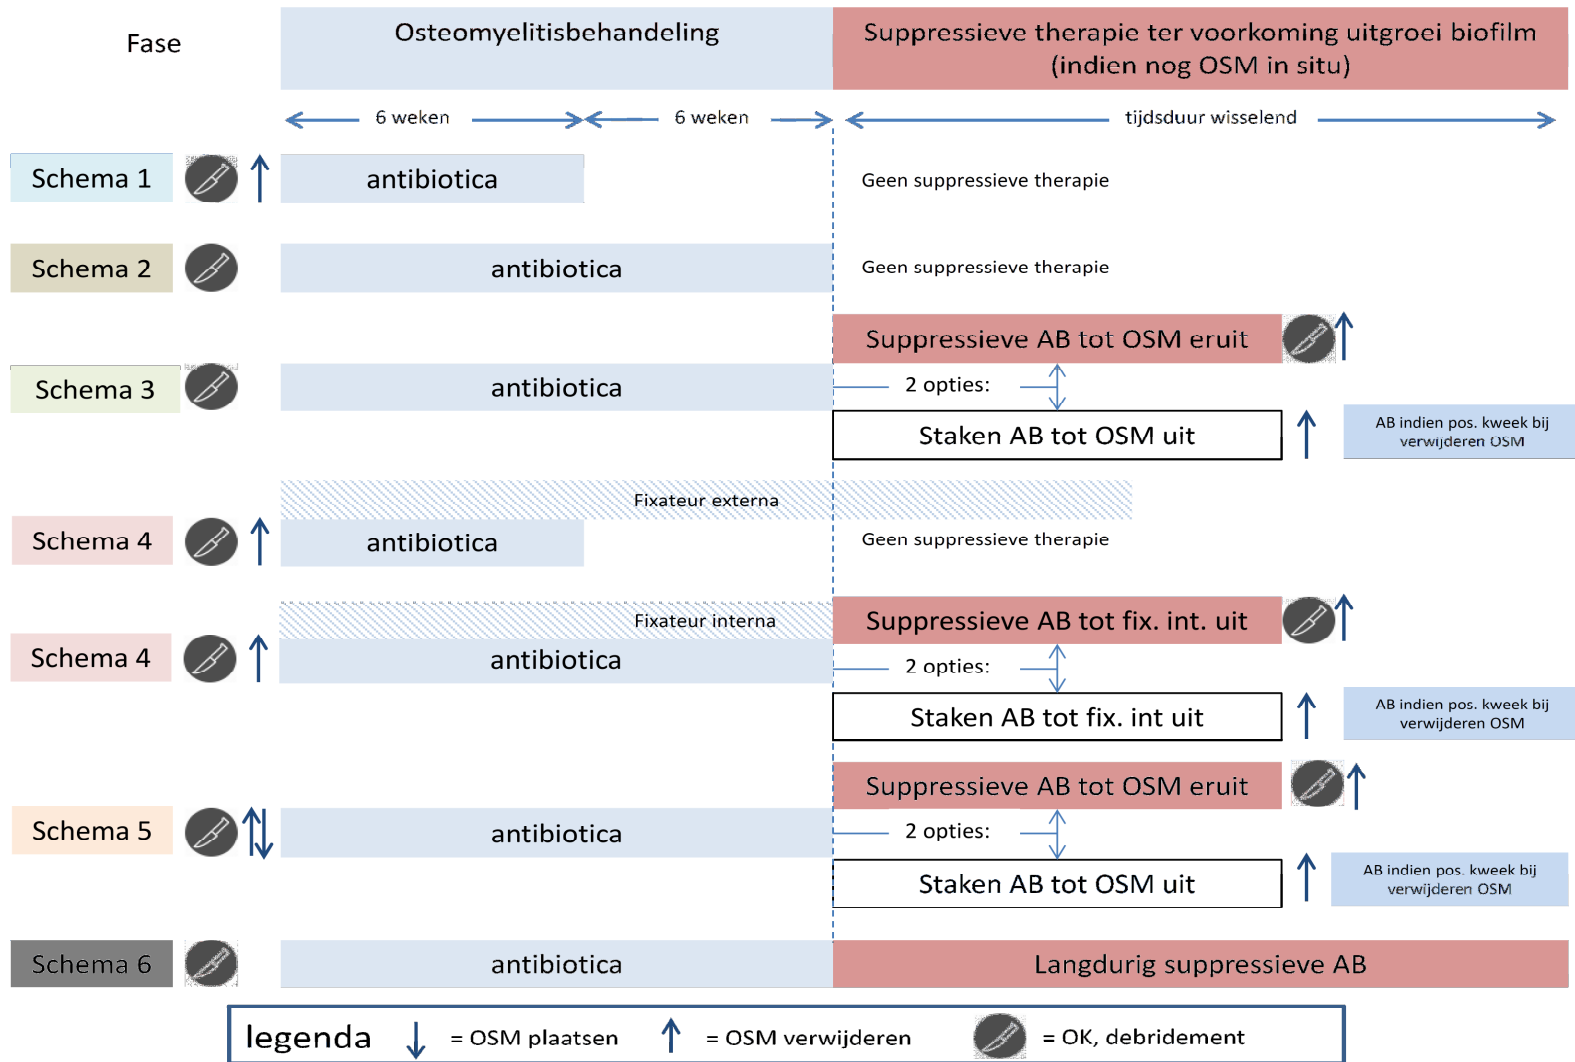 Fase
Osteomyelitisbehandeling
Suppressieve therapie ter voorkoming uitgroei biofilm
(indien nog OSM in situ)
6 weken
6 weken
tijdsduur wisselend
Schema 1
antibiotica
Geen suppressieve therapie
Schema 2
antibiotica
Geen suppressieve therapie
Schema 3
antibiotica
Suppressieve AB tot OSM eruit
2 opties:
Staken AB tot OSM uit
AB indien pos. kweek bij
verwijderen OSM
Fixateur externa
Schema 4
antibiotica
Geen suppressieve therapie
Fixateur interna
Schema 4
antibiotica
Suppressieve AB tot fix. int. uit
2 opties:
Staken AB tot fix. int uit
AB indien pos. kweek bij
verwijderen OSM
Schema 5
antibiotica
Suppressieve AB tot OSM eruit
2 opties:
Staken AB tot OSM uit
AB indien pos. kweek bij
verwijderen OSM
Schema 6
antibiotica
Langdurig suppressieve AB
legenda
= OSM plaatsen
= OSM verwijderen
= OK, debridement